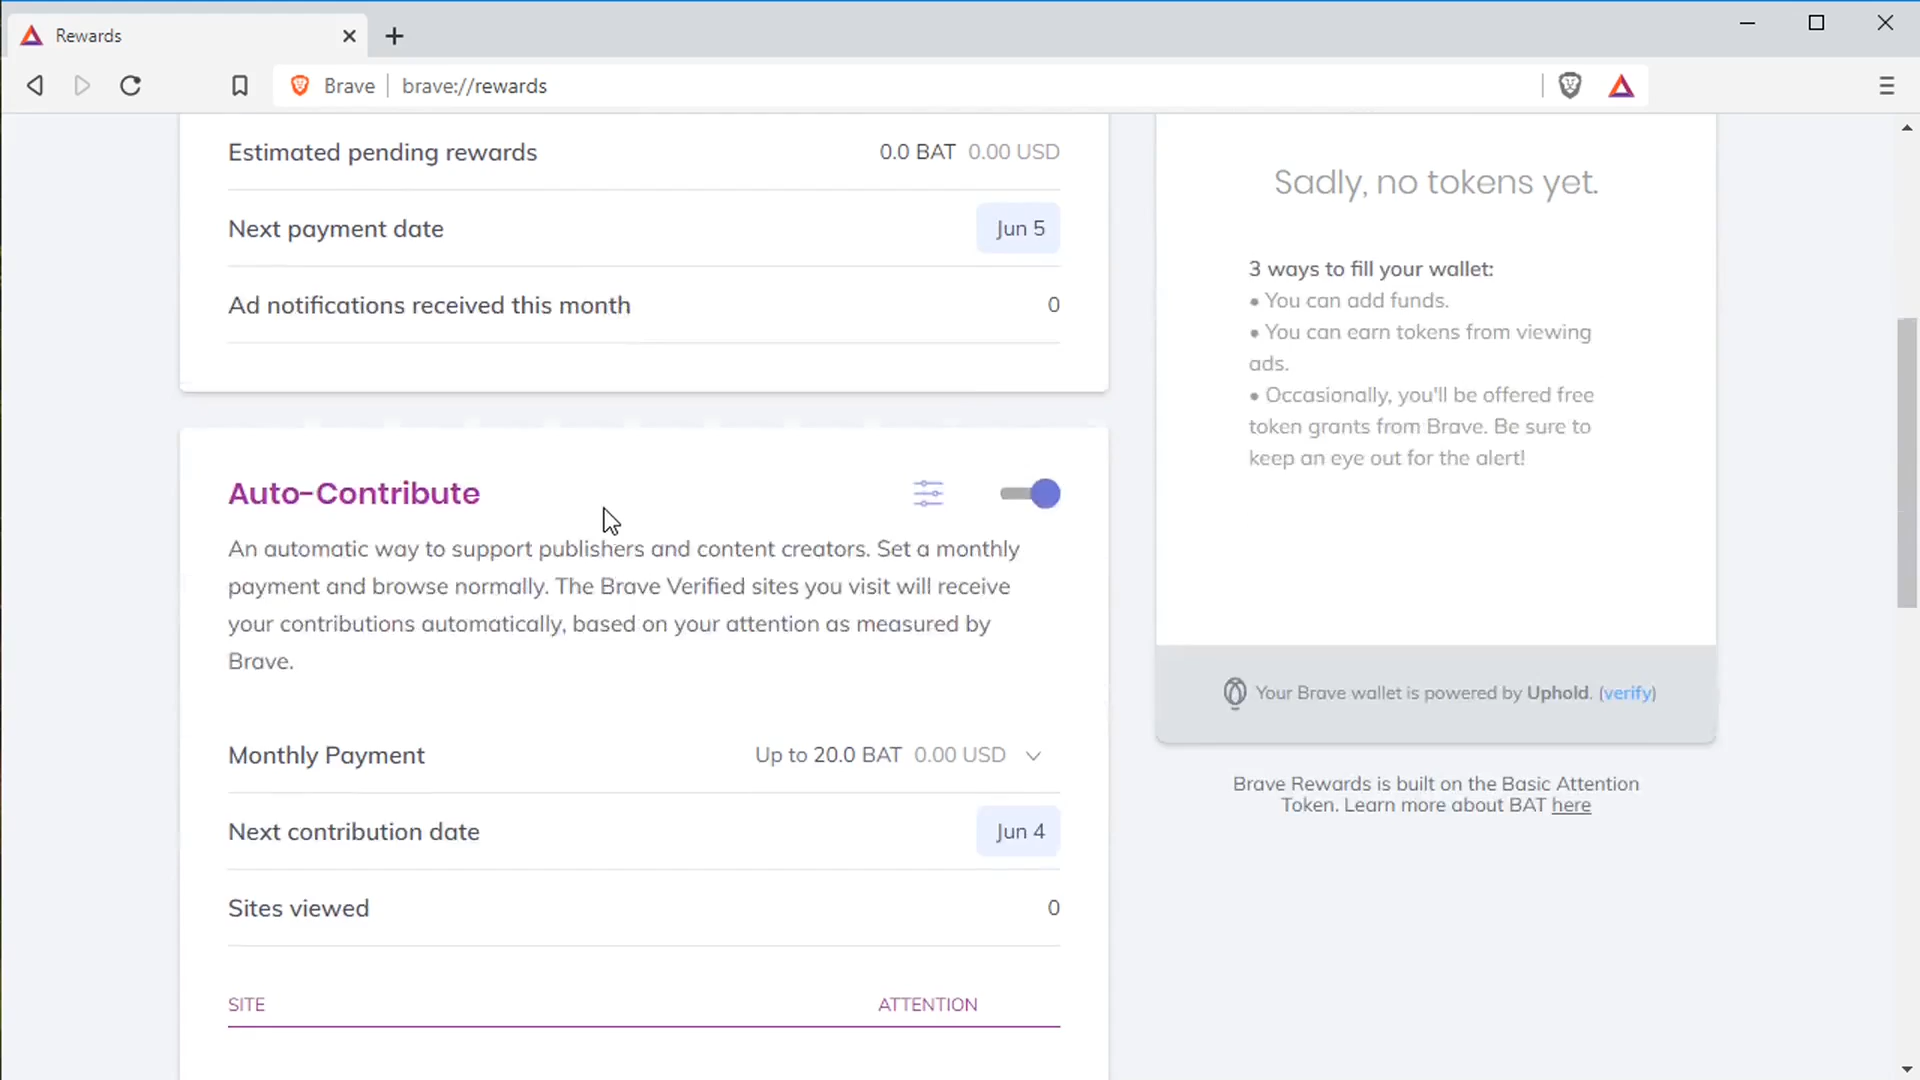 Rewards
Brave
brave://rewards
Estimated pending rewards 0.0 BAT 0.00 USD
Next payment date Jun 5
Ad notifications received this month 0
Auto-Contribute
An automatic way to support publishers and content creators. Set a monthly
payment and browse normally. The Brave Verified sites you visit will receive
your contributions automatically, based on your attention as measured by
Brave.
Monthly Payment Up to 20.0 BAT 0.00 USD
Next contribution date Jun 4
Sites viewed 0
SITE ATTENTION
Sadly, no tokens yet.
3 ways to fill your wallet:
• You can add funds.
• You can earn tokens from viewing
ads.
• Occasionally, you'll be offered free
token grants from Brave. Be sure to
keep an eye out for the alert!
Your Brave wallet is powered by Uphold. (verify)
Brave Rewards is built on the Basic Attention
Token. Learn more about BAT here